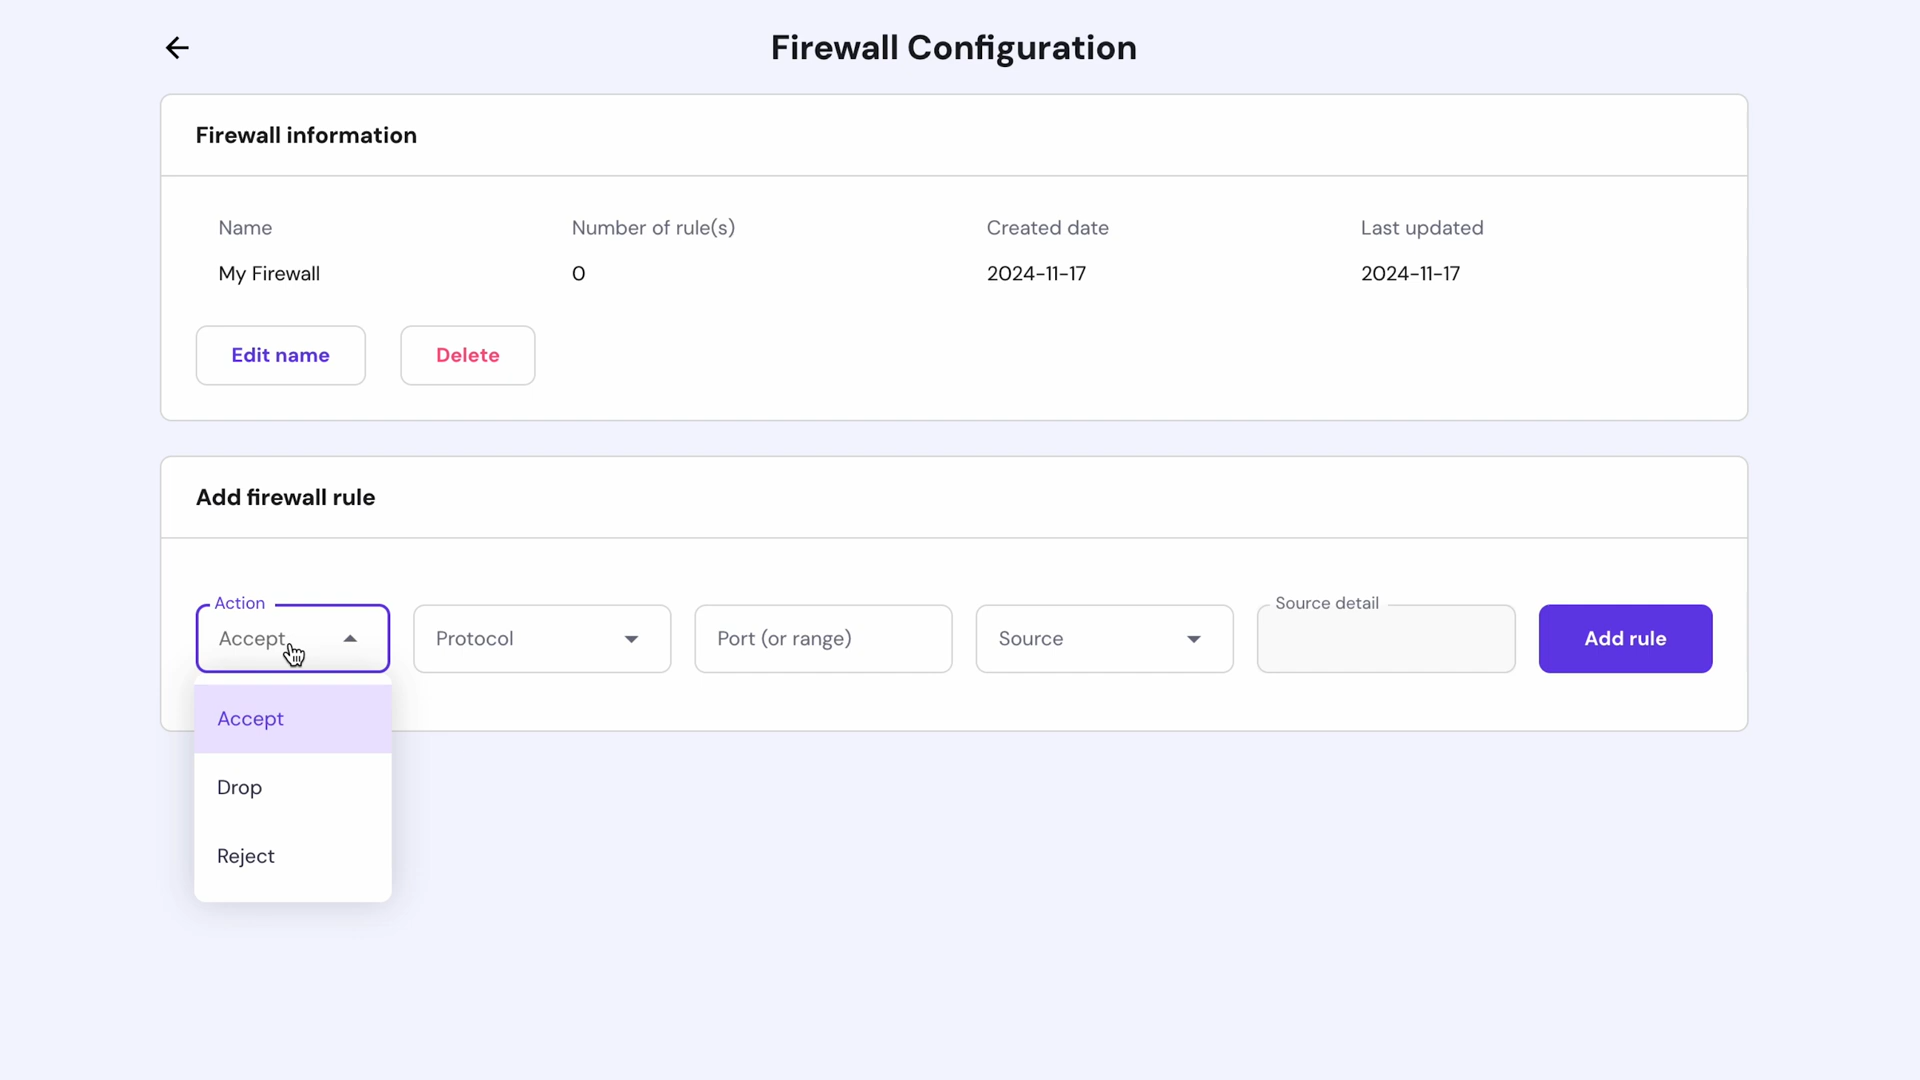 Firewall Configuration
Firewall information
Name Number of rule(s) Created date Last updated
My Firewall 0 2024-11-17 2024-11-17
Edit name Delete
Add firewall rule
Action Source detail
Accept Protocol Port (or range) Source Add rule
Accept
Drop
Reject